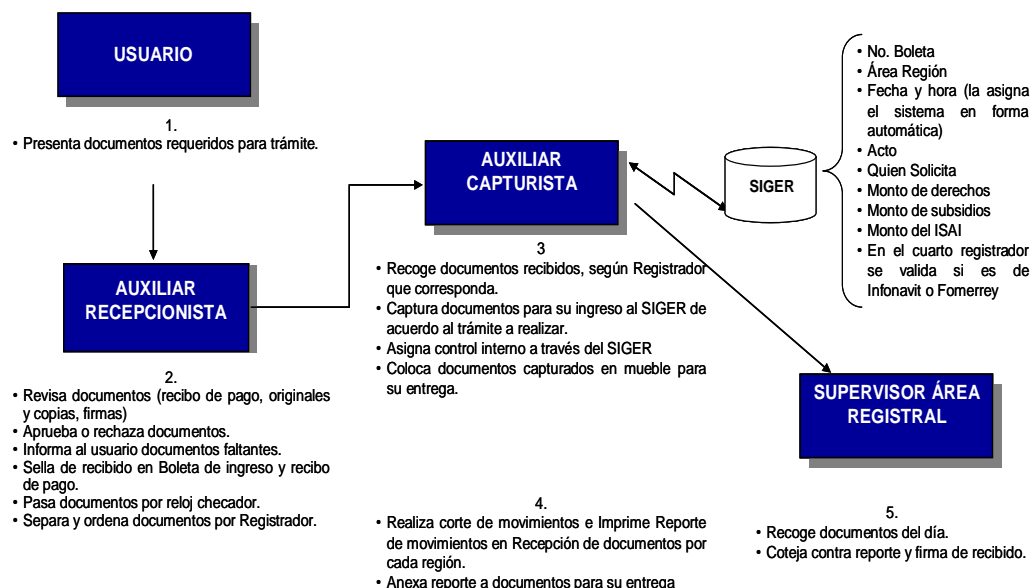 USUARIO
1.
• Presenta documentos requeridos para trámite.
AUXILIAR
RECEPCIONISTA
2.
• Revisa documentos (recibo de pago, originales
y copias, firmas)
• Aprueba o rechaza documentos.
• Informa al usuario documentos faltantes.
• Sella de recibido en Boleta de ingreso y recibo
de pago.
• Pasa documentos por reloj checador.
• Separa y ordena documentos por Registrador.
AUXILIAR
CAPTURISTA
3
• Recoge documentos recibidos, según Registrador
que corresponda.
• Captura documentos para su ingreso al SIGER de
acuerdo al trámite a realizar.
• Asigna control interno a través del SIGER
• Coloca documentos capturados en mueble para
su entrega.
4.
• Realiza corte de movimientos e Imprime Reporte
de movimientos en Recepción de documentos por
cada región.
• Anexa reporte a documentos para su entrega
SIGER
• No. Boleta
• Área Región
• Fecha y hora (la asigna
el sistema en forma
automática)
• Acto
• Quien Solicita
• Monto de derechos
• Monto de subsidios
• Monto del ISAI
• En el cuarto registrador
se valida si es de
Infonavit o Fomerrey
SUPERVISOR ÁREA
REGISTRAL
5.
• Recoge documentos del día.
• Coteja contra reporte y firma de recibido.